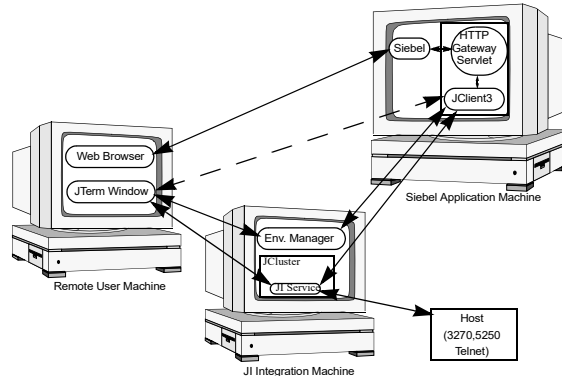 Siebel
HTTP
Gateway
Servlet
JClient3
Siebel Application Machine
Web Browser
JTerm Window
Remote User Machine
Env. Manager
JCluster
JI Service
JI Integration Machine
Host
(3270,5250
Telnet)